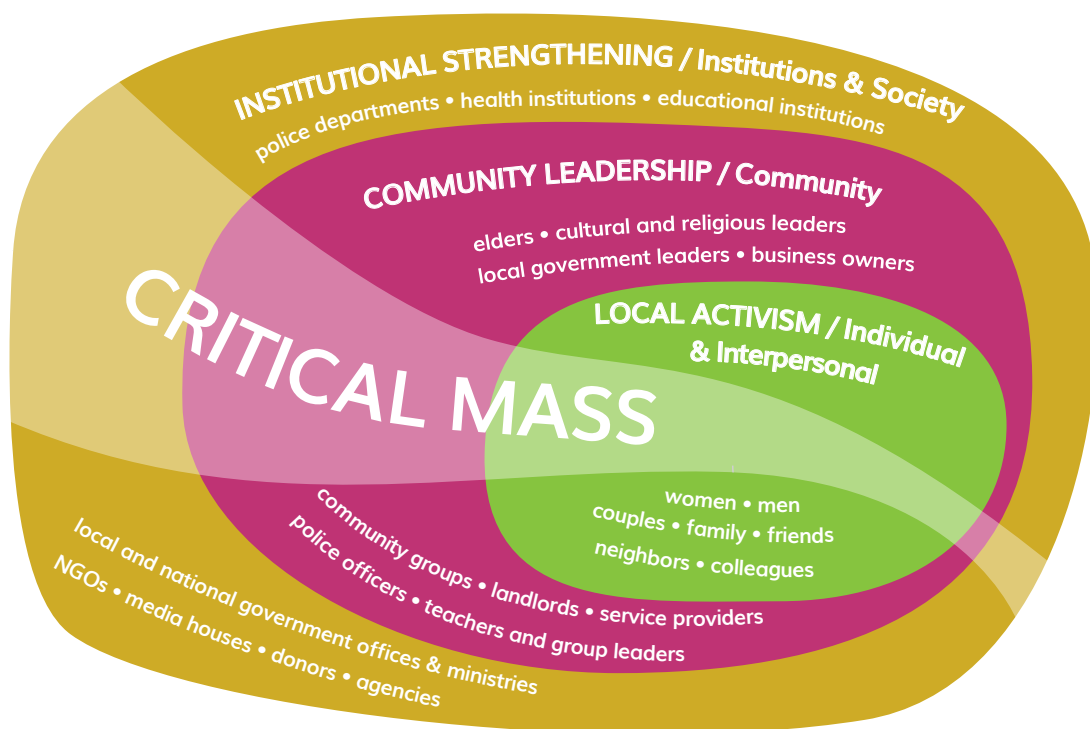 INSTITUTIONAL STRENGTHENING / Institutions & Society
police departments • health institutions • educational institutions
COMMUNITY LEADERSHIP / Community
elders • cultural and religious leaders
local government leaders • business owners
LOCAL ACTIVISM / Individual
& Interpersonal
CRITICAL MASS
women • men
couples • family • friends
neighbors • colleagues
community groups • landlords • service providers
police officers • teachers and group leaders
local and national government offices & ministries
NGOs • media houses • donors • agencies